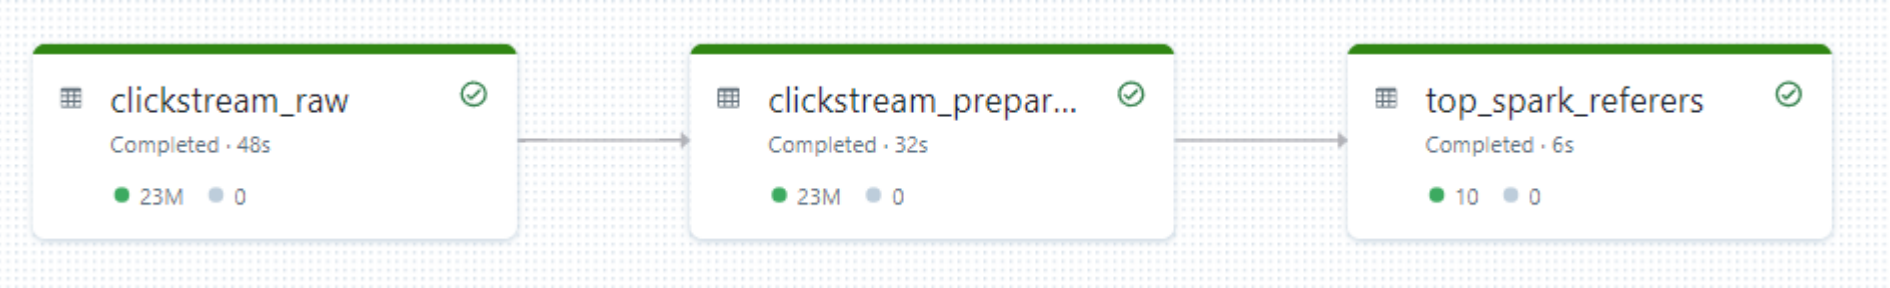 clickstream_raw
Completed · 48s
23M 0
clickstream_prepar...
Completed · 32s
23M 0
top_spark_referers
Completed · 6s
10 0